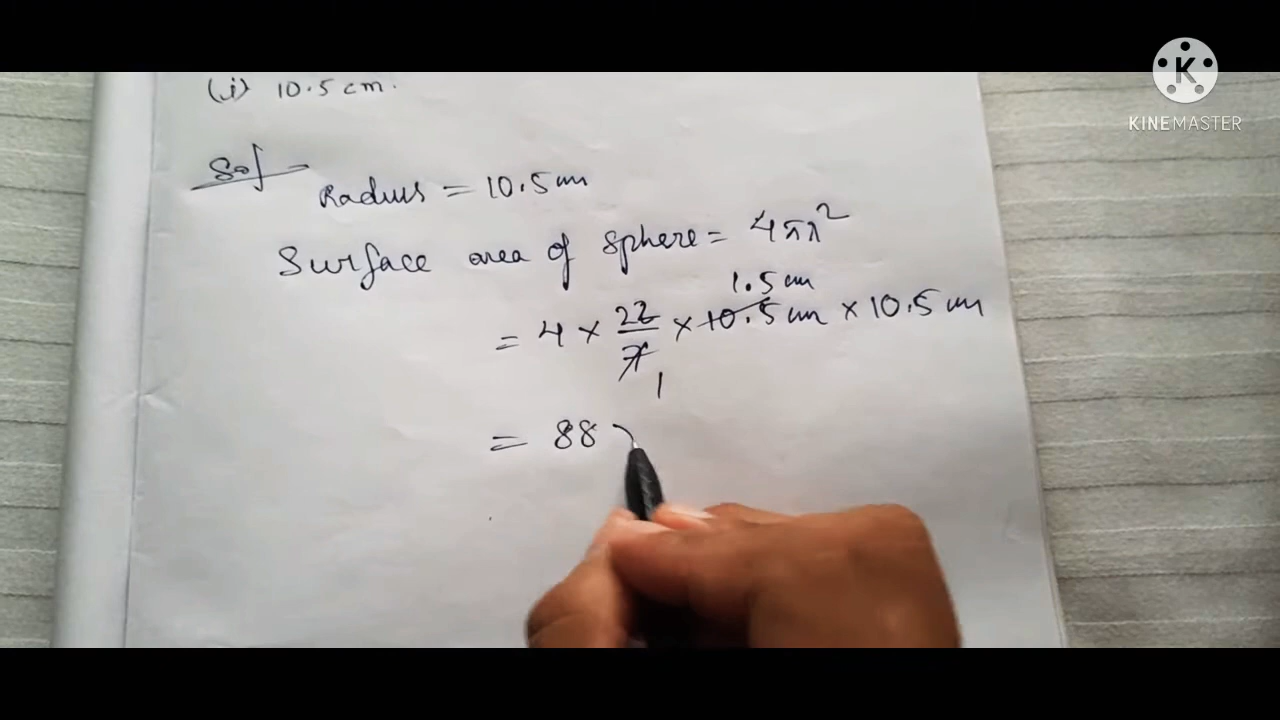 (i) 10.5 cm.
K
KINEMASTER
Sol
Radius = 10.5 cm
Surface area of sphere = 4πr²
1.5 cm
= 4 × 22/7 × 10.5 cm × 10.5 cm
1
= 88